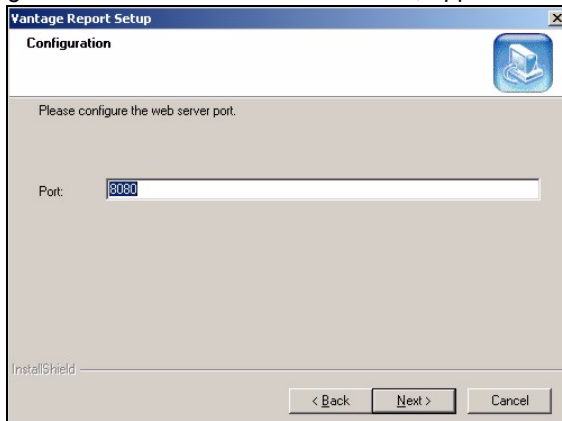 Vantage Report Setup
Configuration
Please configure the web server port.
Port: 8080
InstallShield
< Back Next > Cancel